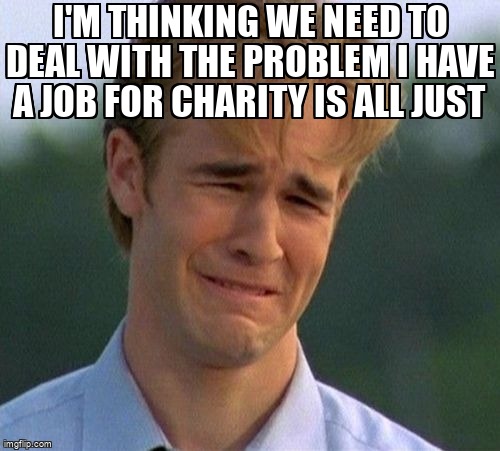 I'M THINKING WE NEED TO
DEAL WITH THE PROBLEM I HAVE
A JOB FOR CHARITY IS ALL JUST
imgflip.com